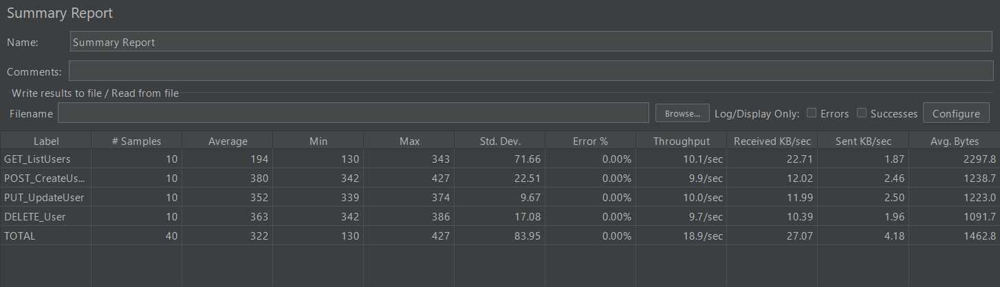 Summary Report
Name: Summary Report
Comments:
Write results to file / Read from file
Filename Browse... Log/Display Only: Errors Successes Configure
Label # Samples Average Min Max Std. Dev. Error % Throughput Received KB/sec Sent KB/sec Avg. Bytes
GET_ListUsers 10 194 130 343 71.66 0.00% 10.1/sec 22.71 1.87 2297.8
POST_CreateUs... 10 380 342 427 22.51 0.00% 9.9/sec 12.02 2.46 1238.7
PUT_UpdateUser 10 352 339 374 9.67 0.00% 10.0/sec 11.99 2.50 1223.0
DELETE_User 10 363 342 386 17.08 0.00% 9.7/sec 10.39 1.96 1091.7
TOTAL 40 322 130 427 83.95 0.00% 18.9/sec 27.07 4.18 1462.8